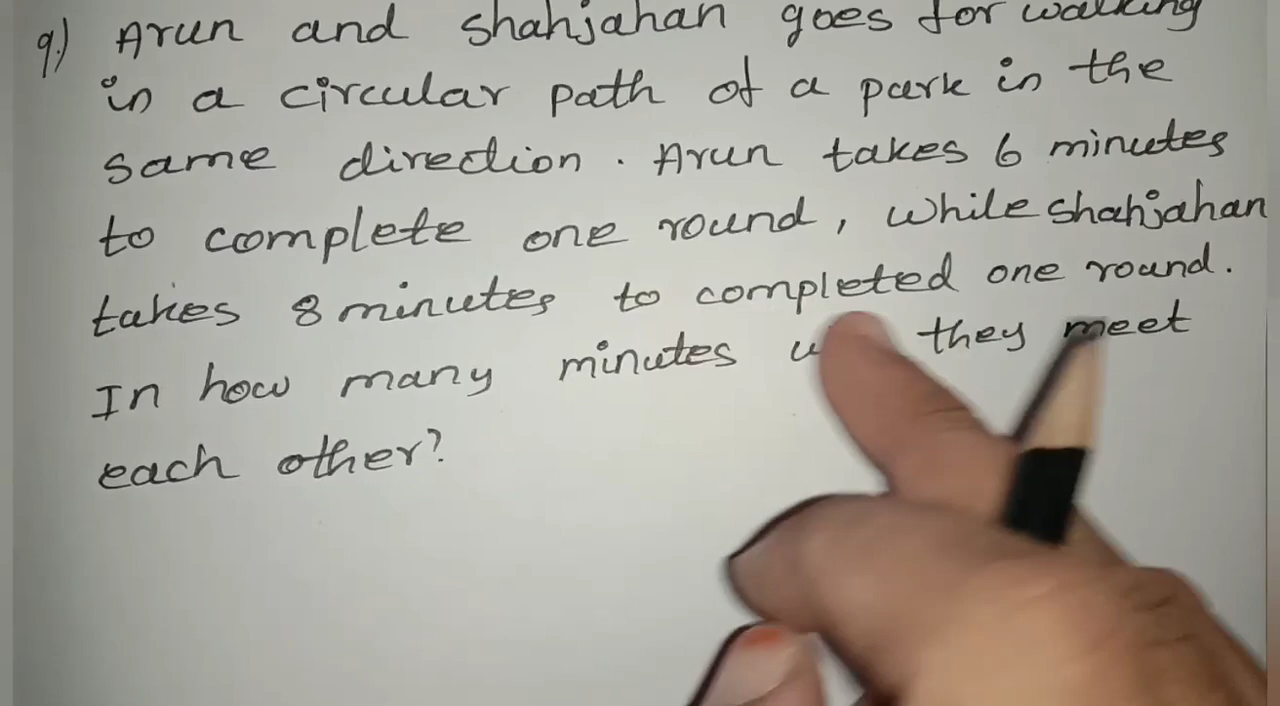 9.) Arun and shahjahan goes for walking
in a circular path of a park in the
same direction. Arun takes 6 minutes
to complete one round, while shahjahan
takes 8 minutes to completed one round.
In how many minutes they meet
each other?